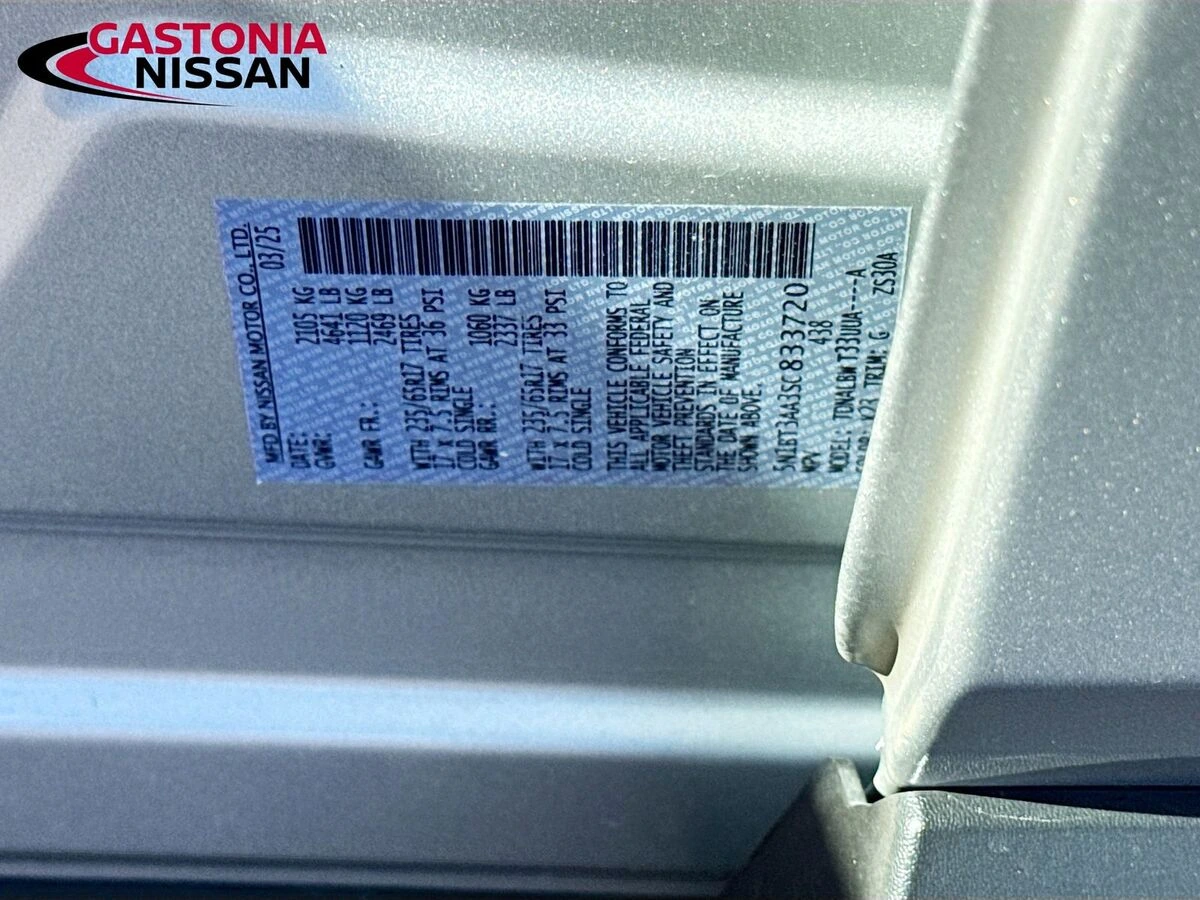 GASTONIA
NISSAN
MFD BY NISSAN MOTOR CO., LTD.
DATE: 03/25
GVWR: 2105 KG
4641 LB
GAWR FR.: 1120 KG
2469 LB
WITH 235/65R17 TIRES
17 x 7.5 RIMS AT 36 PSI
COLD SINGLE
GAWR RR.: 1060 KG
2337 LB
WITH 235/65R17 TIRES
17 x 7.5 RIMS AT 33 PSI
COLD SINGLE
THIS VEHICLE CONFORMS TO
ALL APPLICABLE FEDERAL
MOTOR VEHICLE SAFETY AND
THEFT PREVENTION
STANDARDS IN EFFECT ON
THE DATE OF MANUFACTURE
SHOWN ABOVE.
5N1BT3AA3SC833720
MPV 438
MODEL: TDNALBW T33UUA----A
TRIM: G ZS30A